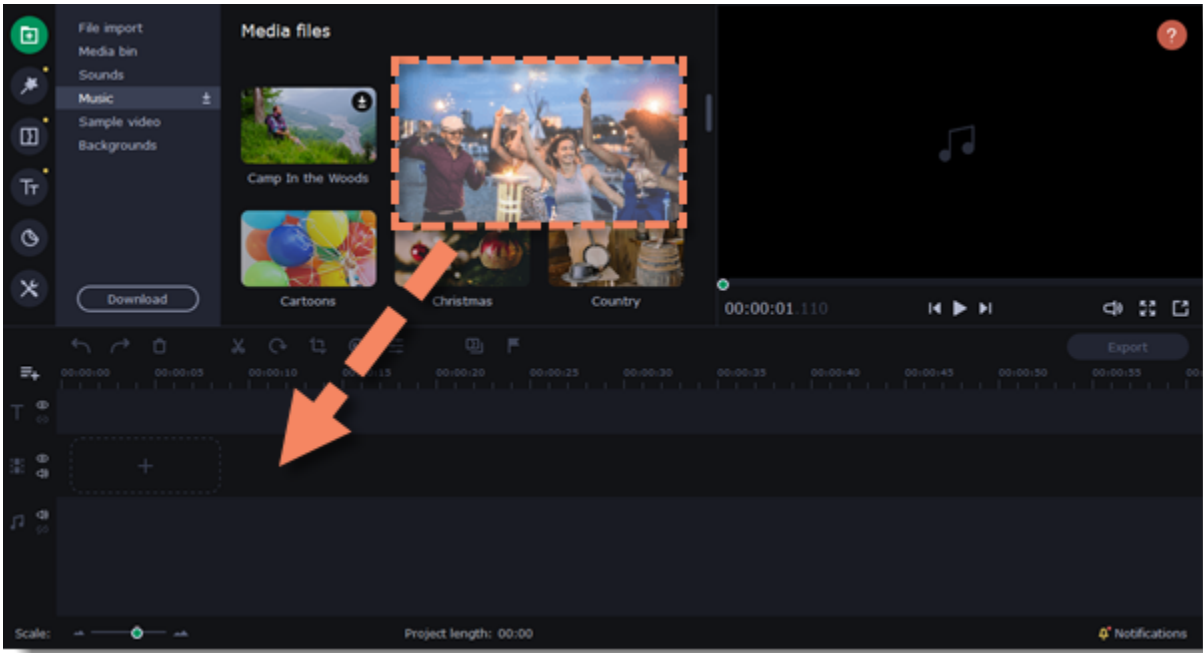 File import
Media bin
Sounds
Music
Sample video
Backgrounds
Download
Media files
Camp In the Woods
Cartoons
Christmas
Country
?
00:00:01.110
Export
00:00:00 00:00:05 00:00:10 00:00:20 00:00:25 00:00:30 00:00:35 00:00:40 00:00:45 00:00:50 00:00:55
Scale:
Project length: 00:00
Notifications